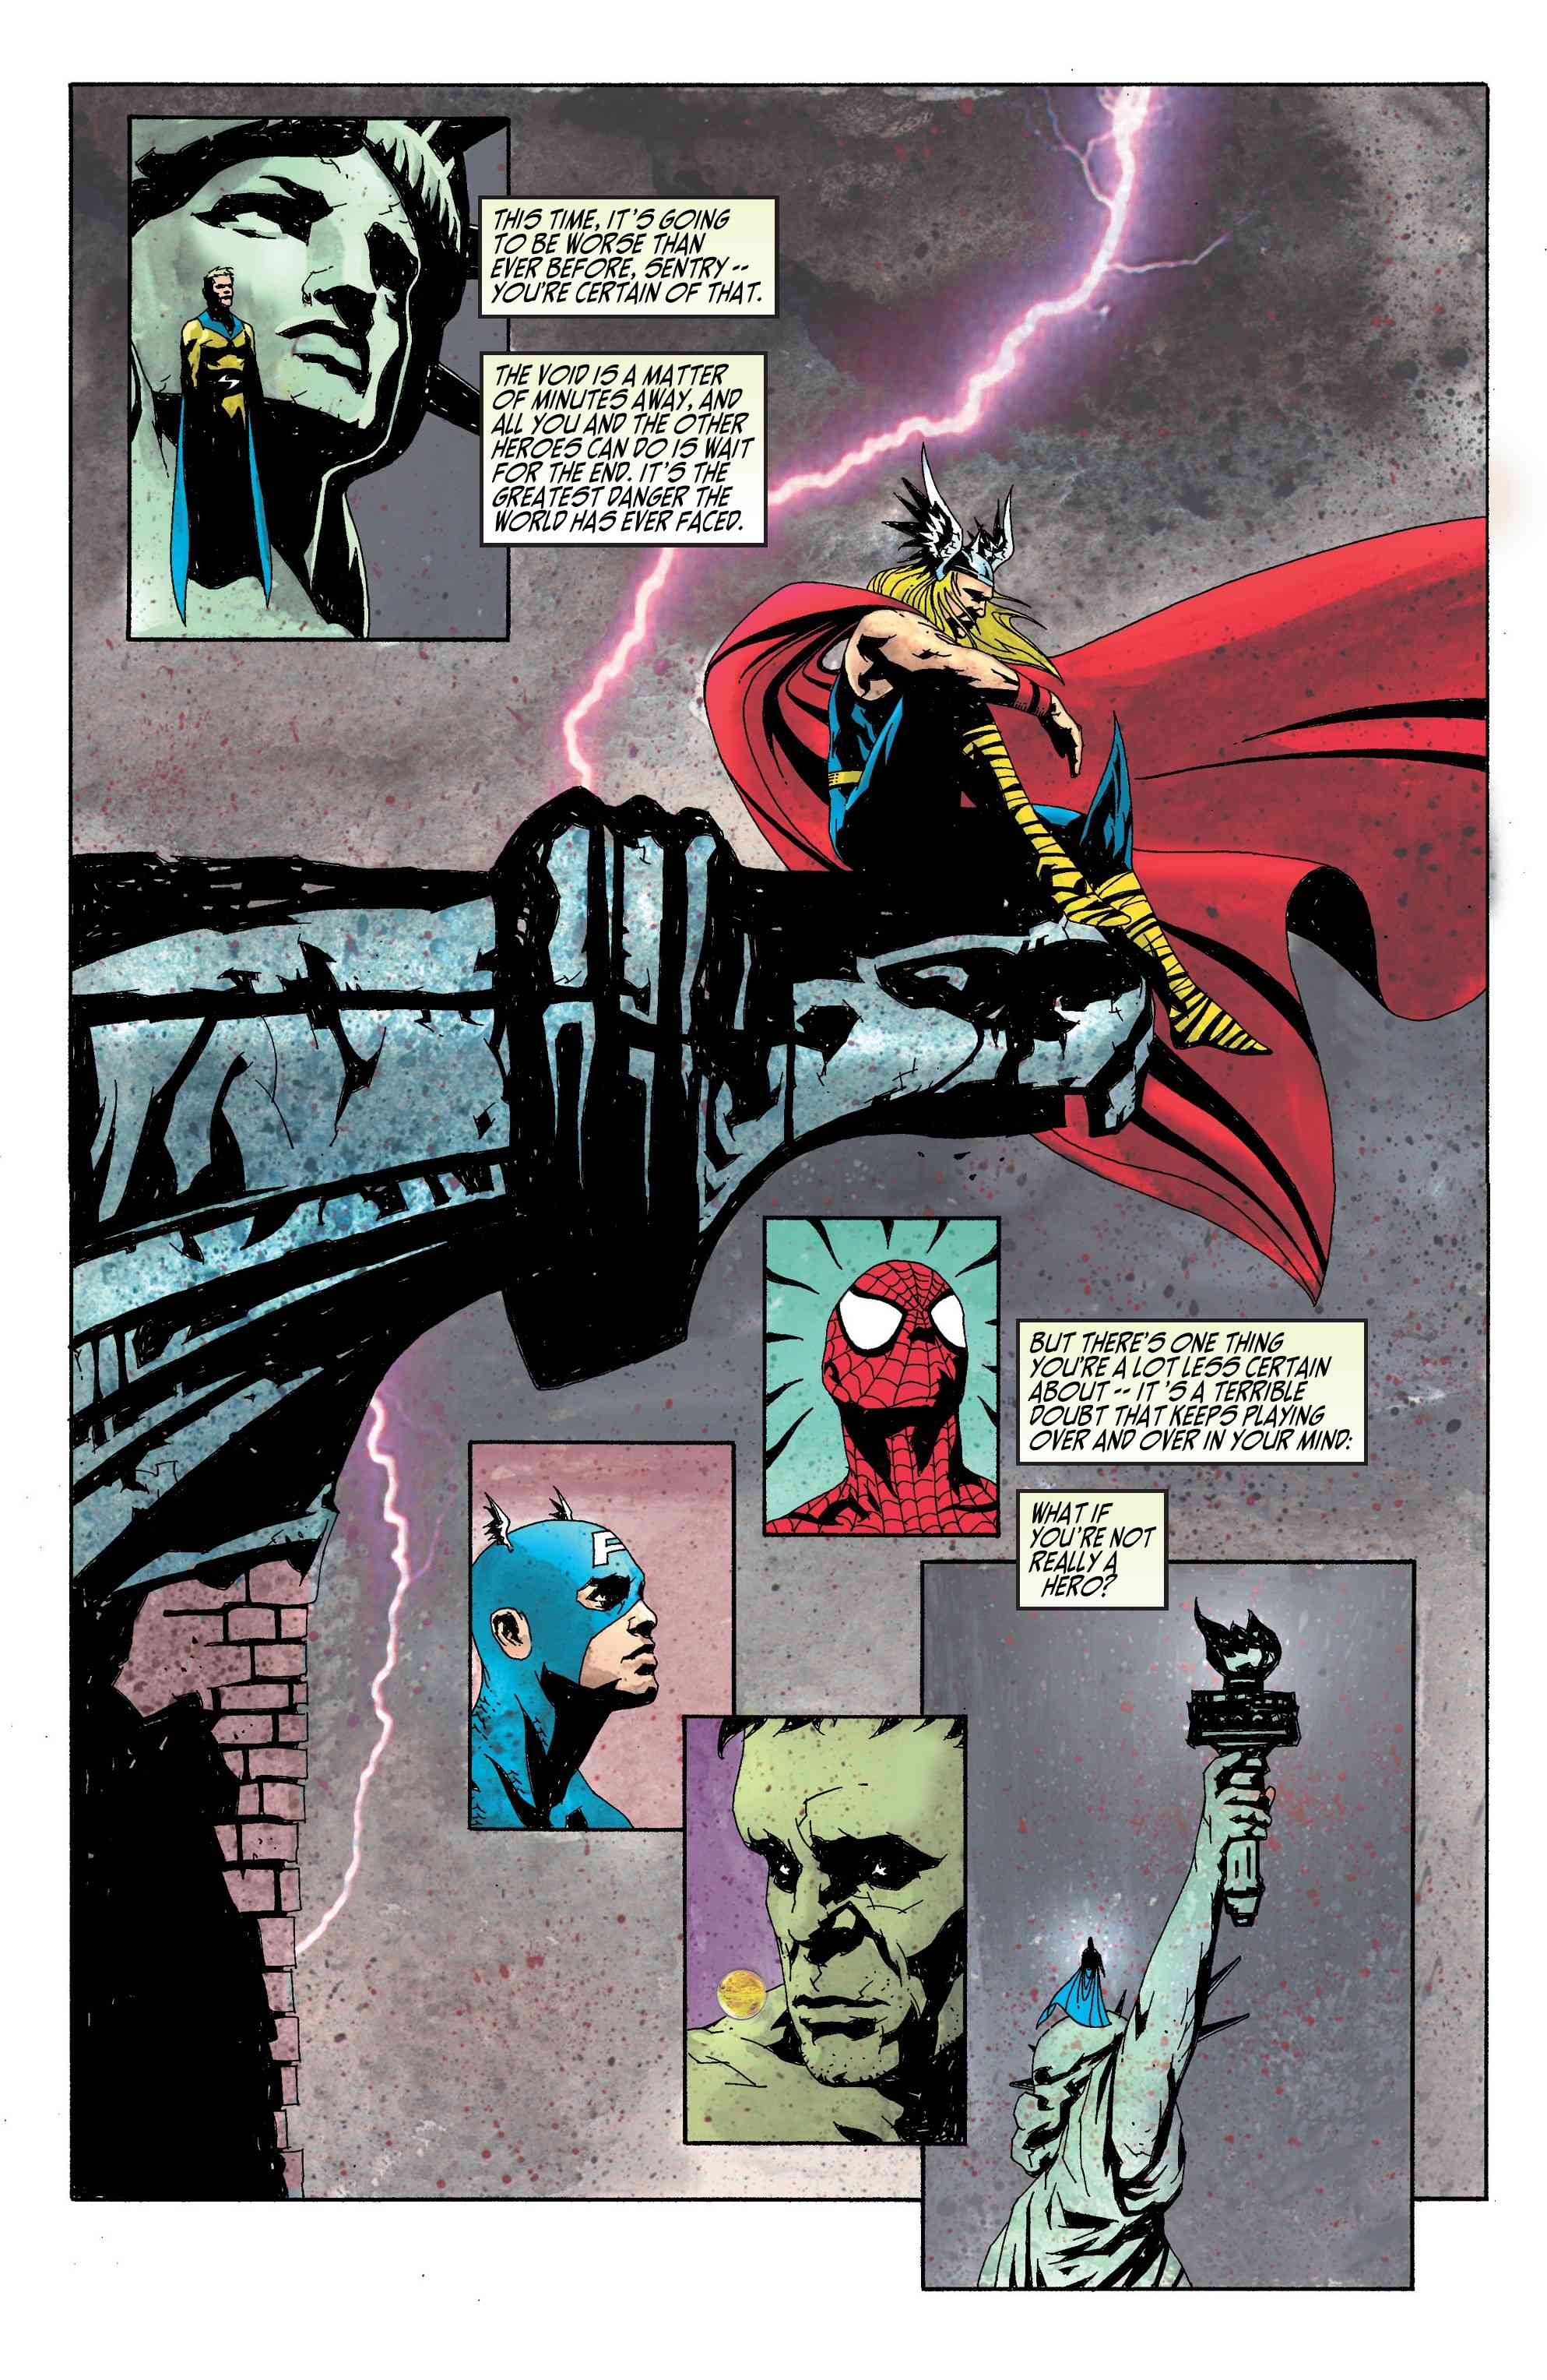 THIS TIME, IT'S GOING
TO BE WORSE THAN
EVER BEFORE, SENTRY --
YOU'RE CERTAIN OF THAT.
THE VOID IS A MATTER
OF MINUTES AWAY, AND
ALL YOU AND THE OTHER
HEROES CAN DO IS WAIT
FOR THE END. IT'S THE
GREATEST DANGER THE
WORLD HAS EVER FACED.
BUT THERE'S ONE THING
YOU'RE A LOT LESS CERTAIN
ABOUT -- IT'S A TERRIBLE
DOUBT THAT KEEPS PLAYING
OVER AND OVER IN YOUR MIND:
WHAT IF
YOU'RE NOT
REALLY A
HERO?